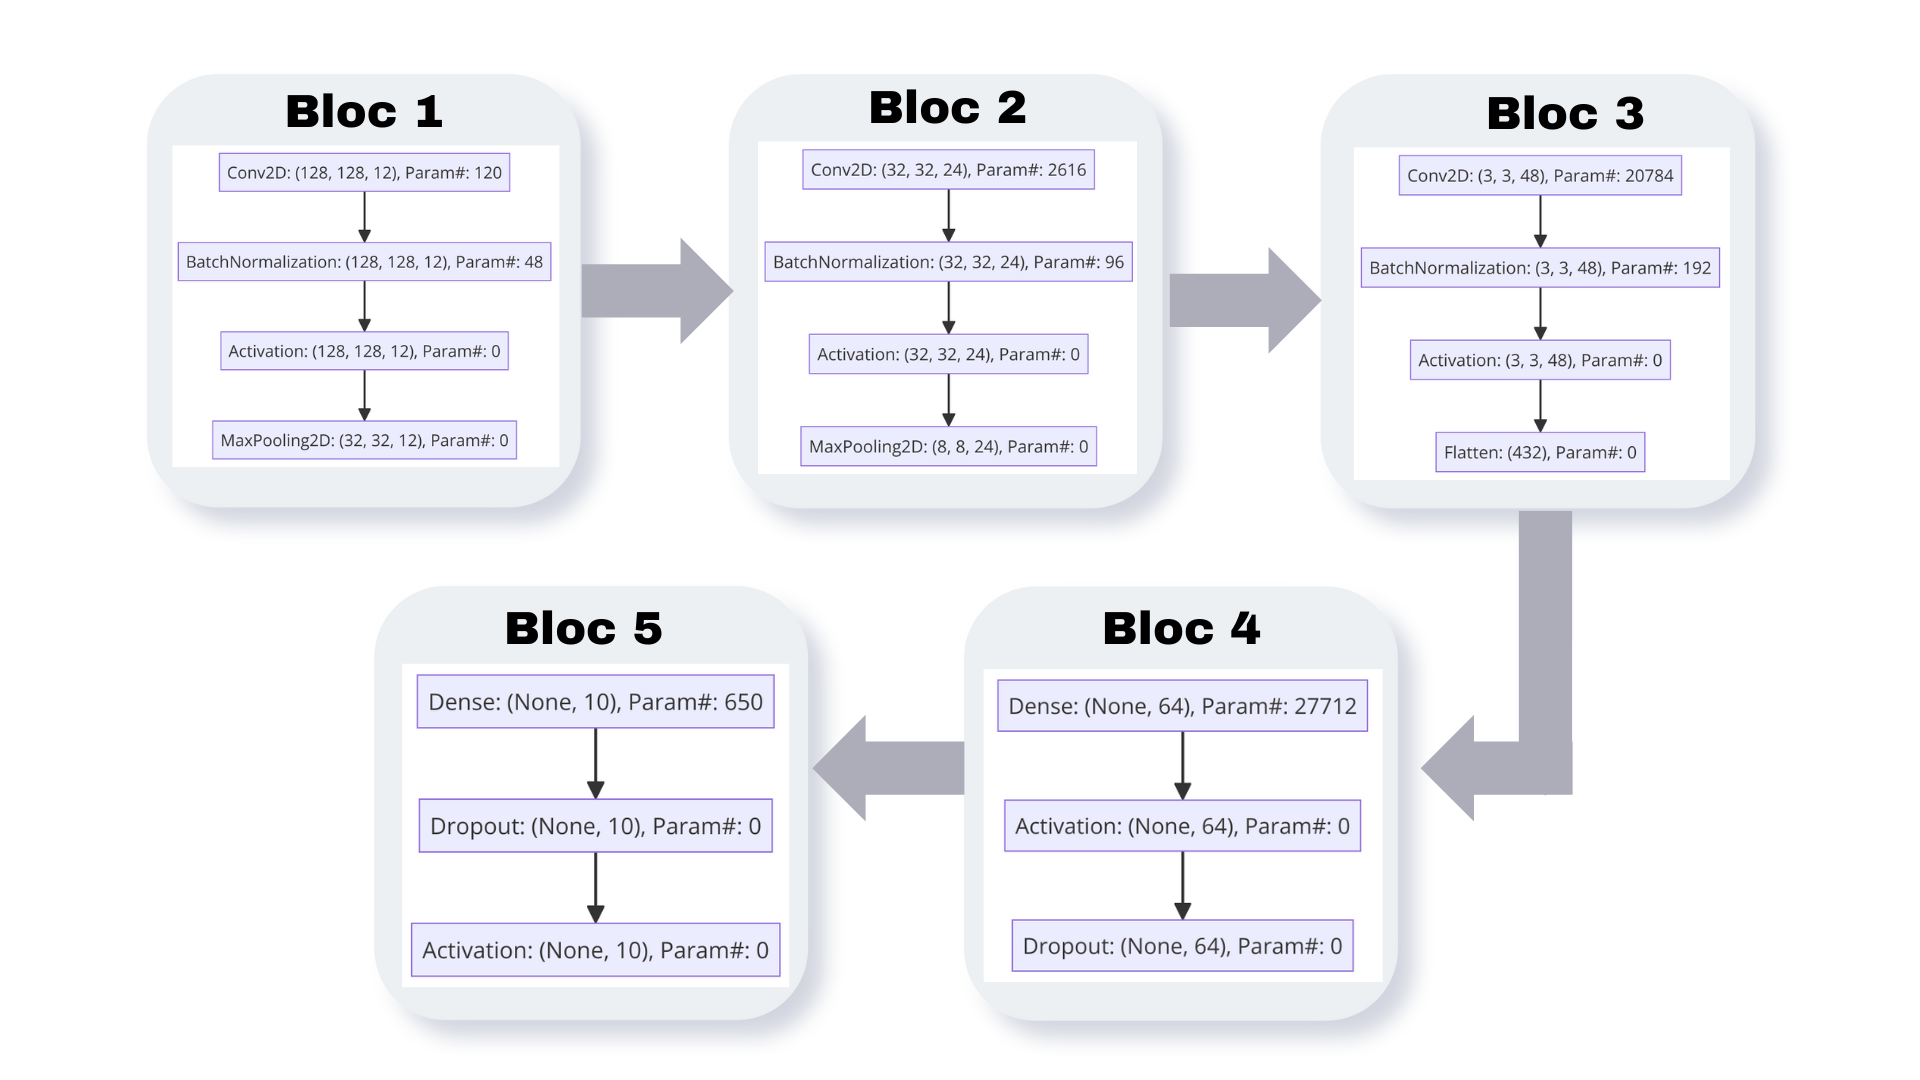 Bloc 1
Conv2D: (128, 128, 12), Param#: 120
BatchNormalization: (128, 128, 12), Param#: 48
Activation: (128, 128, 12), Param#: 0
MaxPooling2D: (32, 32, 12), Param#: 0
Bloc 2
Conv2D: (32, 32, 24), Param#: 2616
BatchNormalization: (32, 32, 24), Param#: 96
Activation: (32, 32, 24), Param#: 0
MaxPooling2D: (8, 8, 24), Param#: 0
Bloc 3
Conv2D: (3, 3, 48), Param#: 20784
BatchNormalization: (3, 3, 48), Param#: 192
Activation: (3, 3, 48), Param#: 0
Flatten: (432), Param#: 0
Bloc 4
Dense: (None, 64), Param#: 27712
Activation: (None, 64), Param#: 0
Dropout: (None, 64), Param#: 0
Bloc 5
Dense: (None, 10), Param#: 650
Dropout: (None, 10), Param#: 0
Activation: (None, 10), Param#: 0